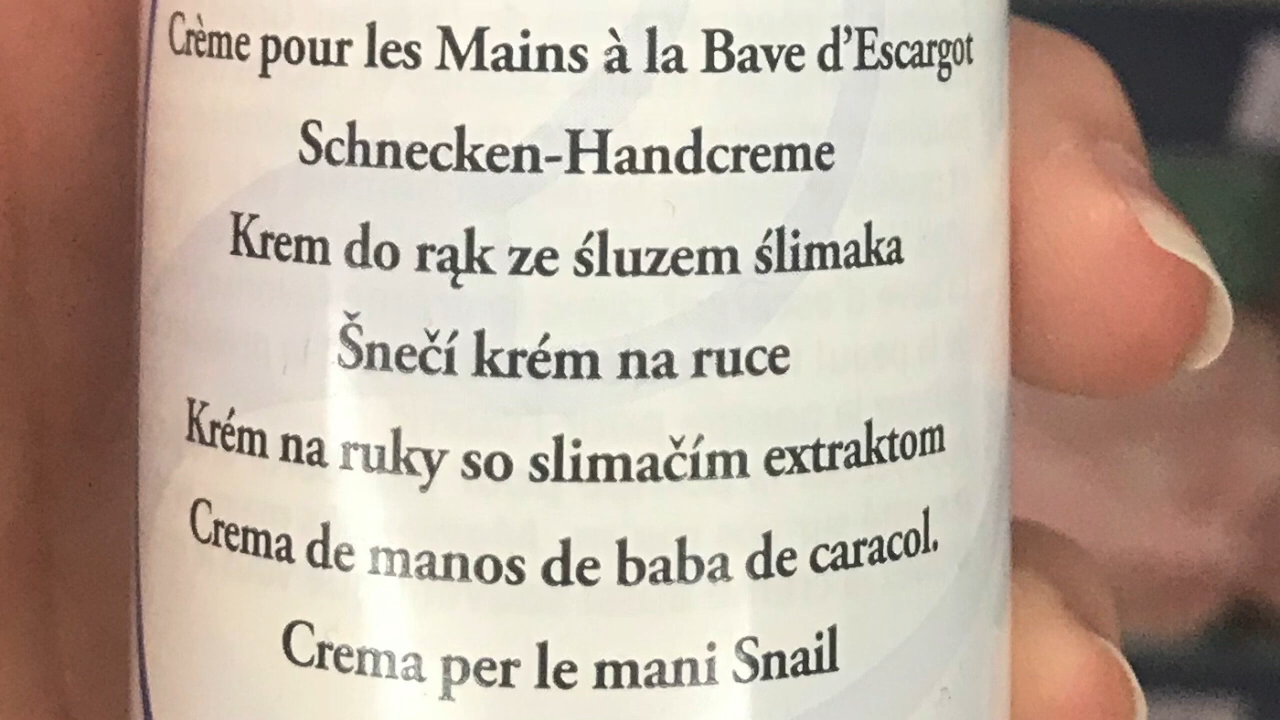 Crème pour les Mains à la Bave d'Escargot
Schnecken-Handcreme
Krem do rąk ze śluzem ślimaka
Šnečí krém na ruce
Krém na ruky so slimačím extraktom
Crema de manos de baba de caracol.
Crema per le mani Snail